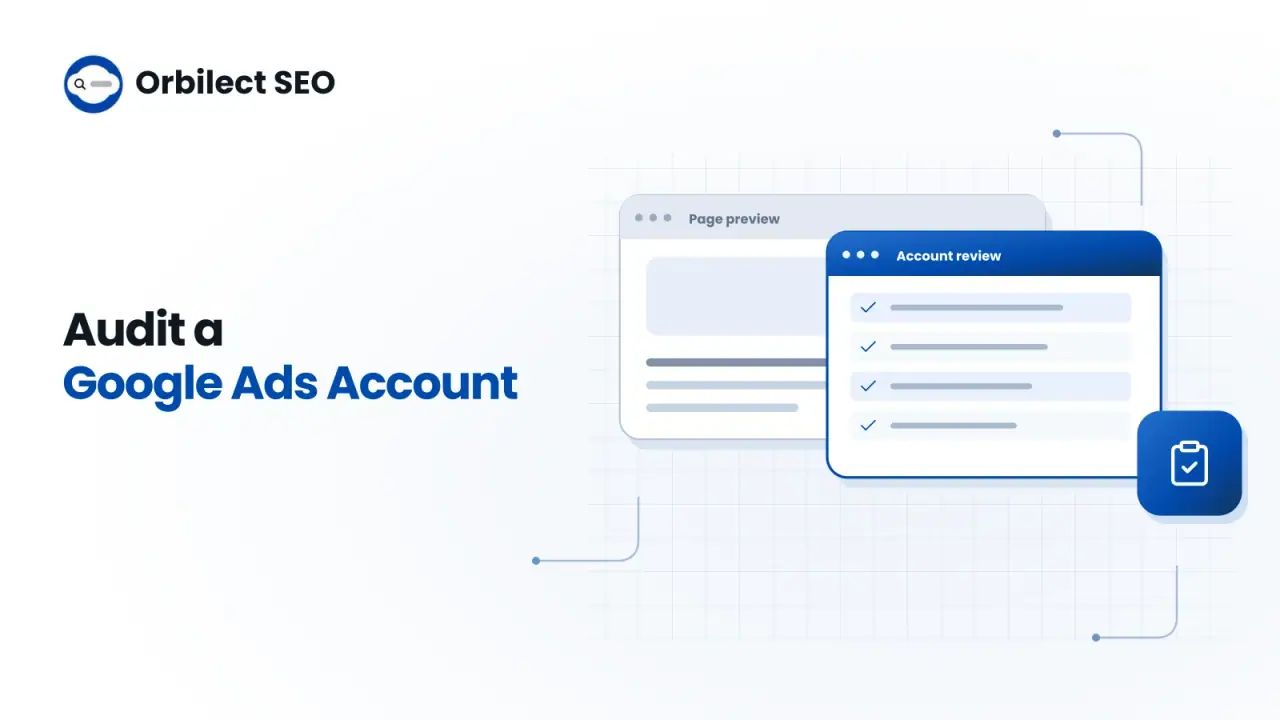 Orbilect SEO
Audit a
Google Ads Account
Page preview
Account review